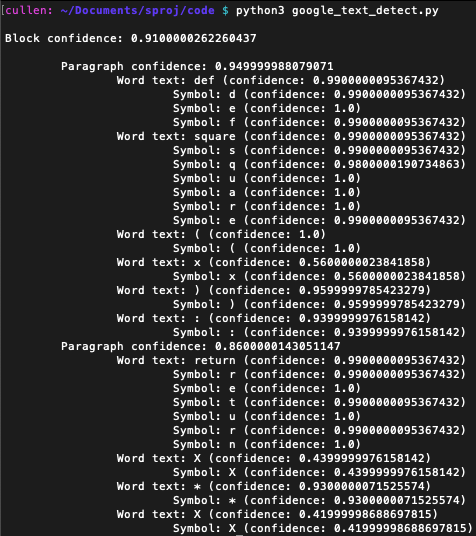 [cullen: ~/Documents/sproj/code $ python3 google_text_detect.py
Block confidence: 0.9100000262260437
Paragraph confidence: 0.949999988079071
Word text: def (confidence: 0.9900000095367432)
Symbol: d (confidence: 0.9900000095367432)
Symbol: e (confidence: 1.0)
Symbol: f (confidence: 0.9900000095367432)
Word text: square (confidence: 0.9900000095367432)
Symbol: s (confidence: 0.9900000095367432)
Symbol: q (confidence: 0.9800000190734863)
Symbol: u (confidence: 1.0)
Symbol: a (confidence: 1.0)
Symbol: r (confidence: 1.0)
Symbol: e (confidence: 0.9900000095367432)
Word text: ( (confidence: 1.0)
Symbol: ( (confidence: 1.0)
Word text: x (confidence: 0.5600000023841858)
Symbol: x (confidence: 0.5600000023841858)
Word text: ) (confidence: 0.9599999785423279)
Symbol: ) (confidence: 0.9599999785423279)
Word text: : (confidence: 0.9399999976158142)
Symbol: : (confidence: 0.9399999976158142)
Paragraph confidence: 0.8600000143051147
Word text: return (confidence: 0.9900000095367432)
Symbol: r (confidence: 0.9900000095367432)
Symbol: e (confidence: 1.0)
Symbol: t (confidence: 0.9900000095367432)
Symbol: u (confidence: 1.0)
Symbol: r (confidence: 0.9900000095367432)
Symbol: n (confidence: 1.0)
Word text: X (confidence: 0.4399999976158142)
Symbol: X (confidence: 0.4399999976158142)
Word text: * (confidence: 0.9300000071525574)
Symbol: * (confidence: 0.9300000071525574)
Word text: X (confidence: 0.41999998688697815)
Symbol: X (confidence: 0.41999998688697815)